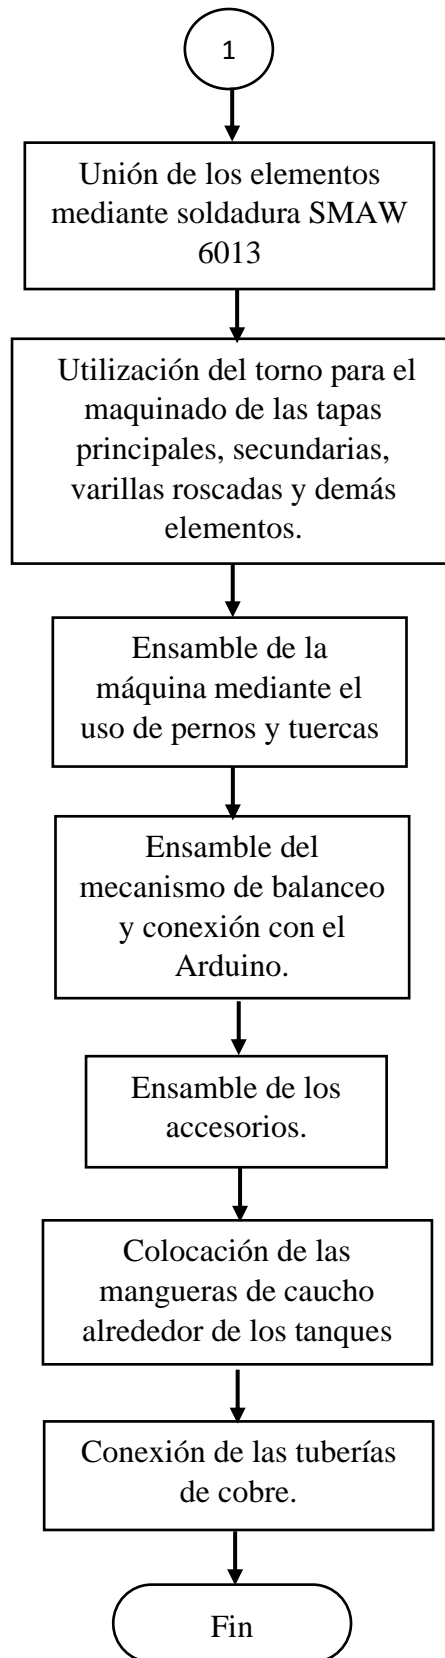 1
Unión de los elementos
mediante soldadura SMAW
6013
Utilización del torno para el
maquinado de las tapas
principales, secundarias,
varillas roscadas y demás
elementos.
Ensamble de la
máquina mediante el
uso de pernos y tuercas
Ensamble del
mecanismo de balanceo
y conexión con el
Arduino.
Ensamble de los
accesorios.
Colocación de las
mangueras de caucho
alrededor de los tanques
Conexión de las tuberías
de cobre.
Fin